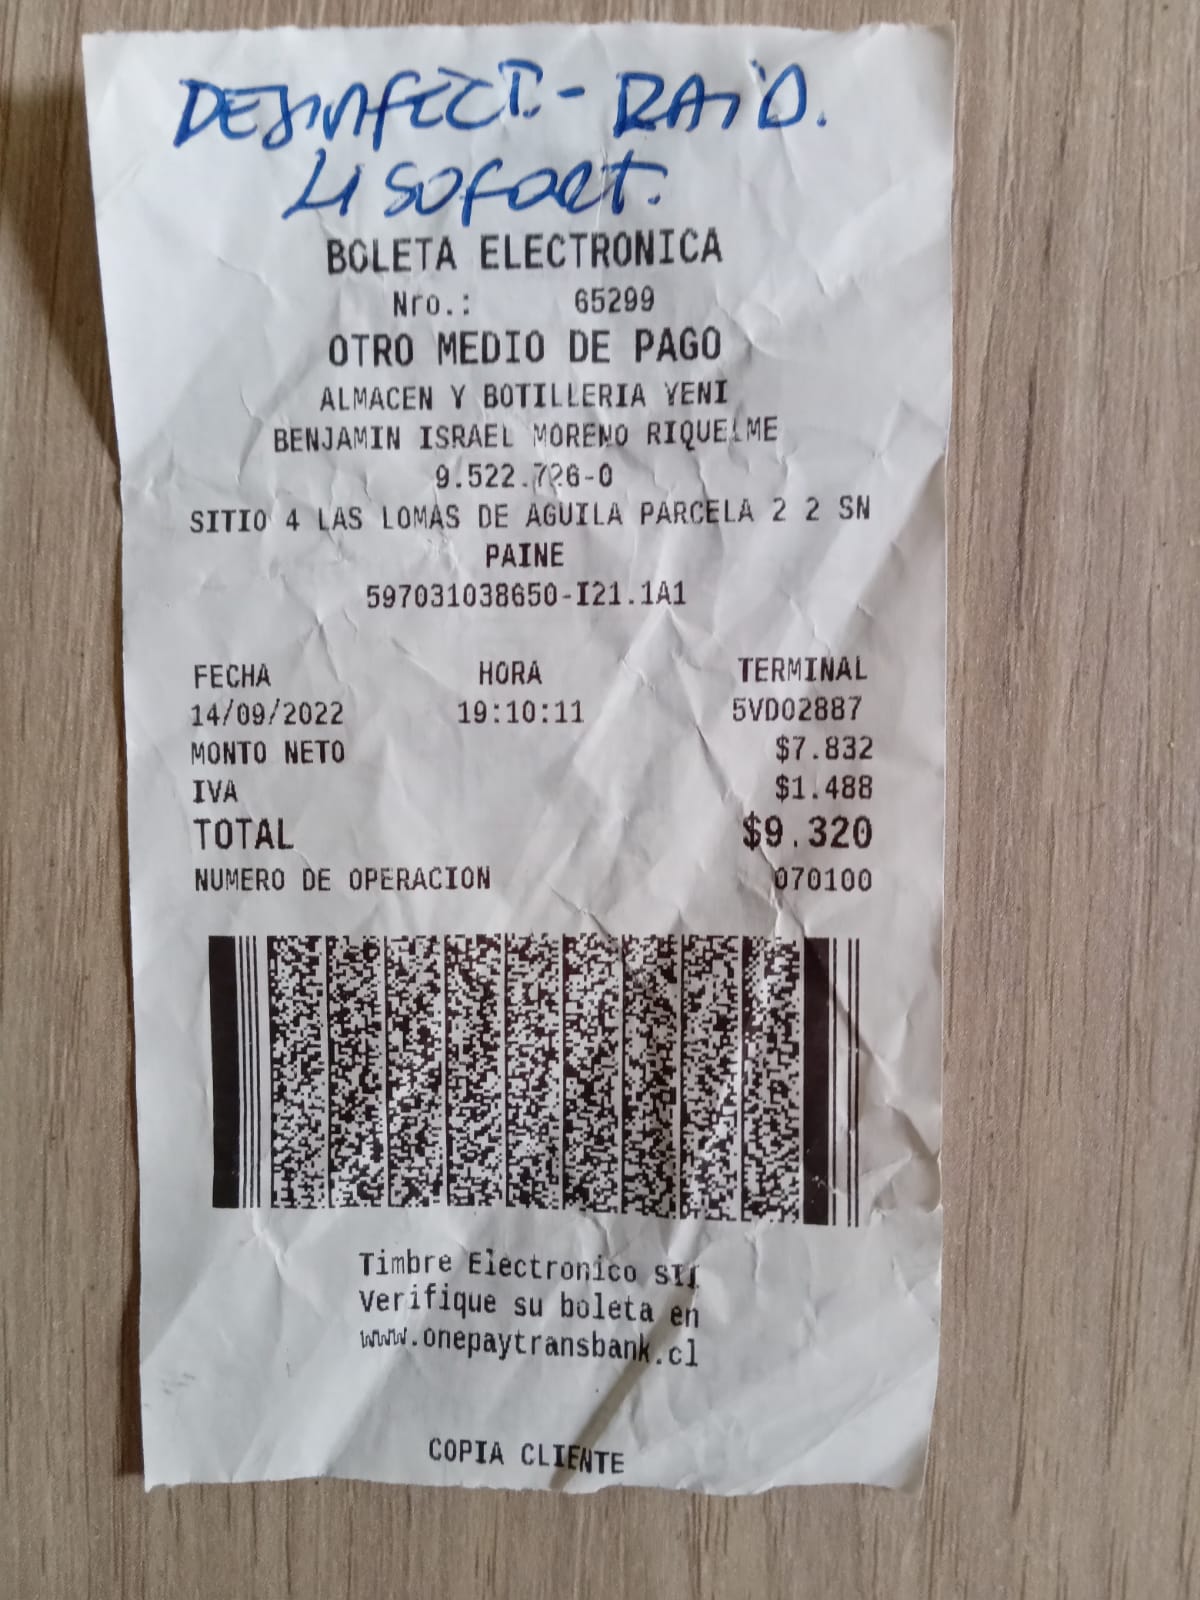 DESINFECT. - RAID.
LISOFORT.
BOLETA ELECTRONICA
Nro.: 65299
OTRO MEDIO DE PAGO
ALMACEN Y BOTILLERIA YENI
BENJAMIN ISRAEL MORENO RIQUELME
9.522.726-0
SITIO 4 LAS LOMAS DE AGUILA PARCELA 2 2 SN
PAINE
597031038650-I21.1A1
FECHA HORA TERMINAL
14/09/2022 19:10:11 5VD02887
MONTO NETO $7.832
IVA $1.488
TOTAL $9.320
NUMERO DE OPERACION 070100
Timbre Electronico SII
Verifique su boleta en
www.onepaytransbank.cl
COPIA CLIENTE